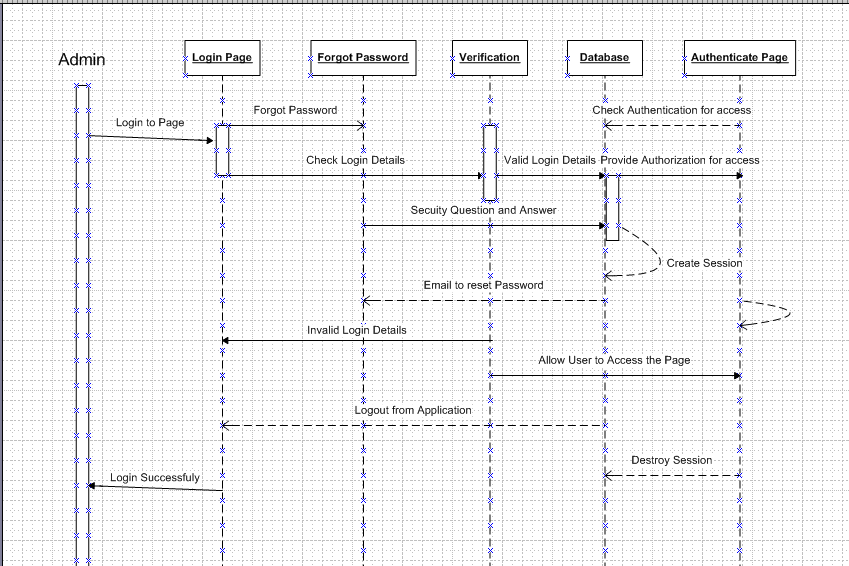 Admin
Login Page
Forgot Password
Verification
Database
Authenticate Page
Forgot Password
Check Authentication for access
Login to Page
Check Login Details
Valid Login Details
Provide Authorization for access
Secuity Question and Answer
Create Session
Email to reset Password
Invalid Login Details
Allow User to Access the Page
Logout from Application
Destroy Session
Login Successfuly